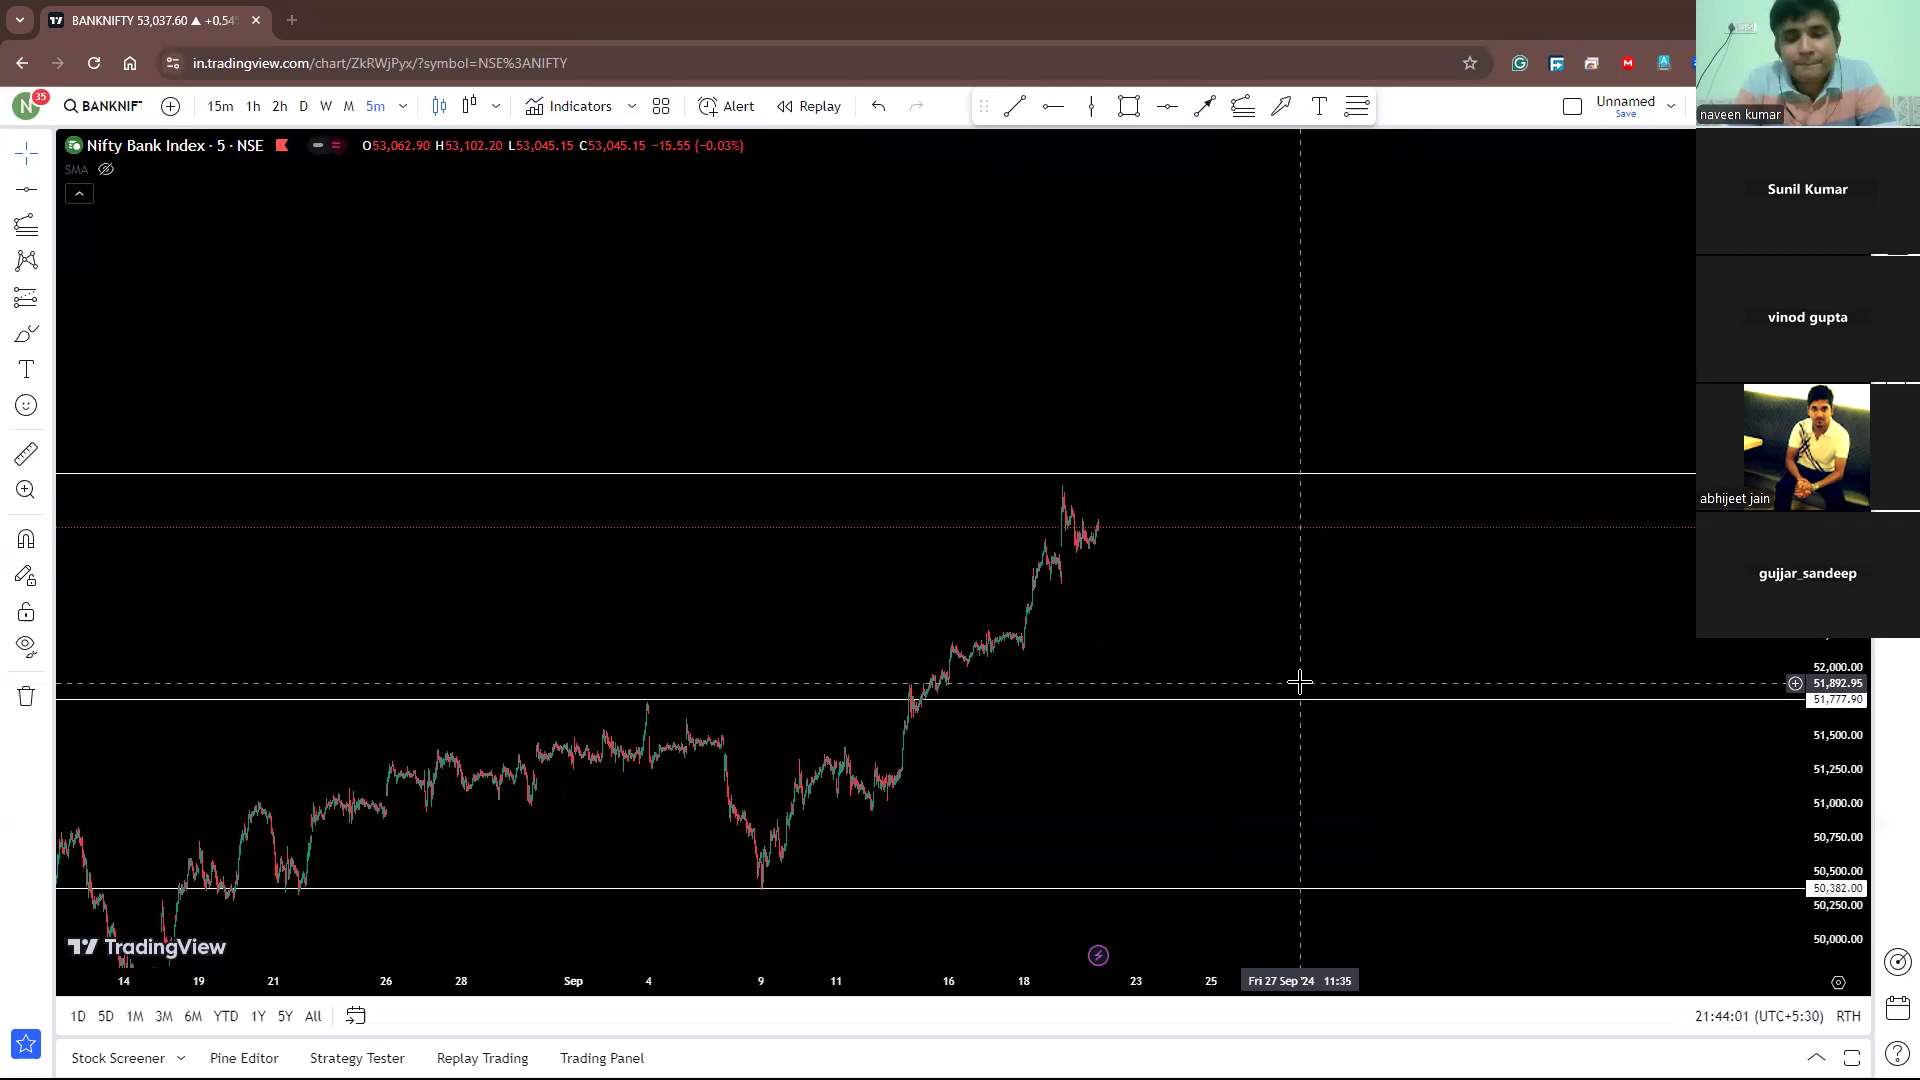 BANKNIFTY 53,037.60 ▲ +0.54%
in.tradingview.com/chart/ZkRWjPyx/?symbol=NSE%3ANIFTY
N 35 BANKNIFT 15m 1h 2h D W M 5m Indicators Alert Replay Unnamed
Save
Nifty Bank Index · 5 · NSE O53,062.90 H53,102.20 L53,045.15 C53,045.15 −15.55 (−0.03%)
SMA
naveen kumar
Sunil Kumar
vinod gupta
abhijeet jain
gujjar_sandeep
52,000.00
51,892.95
51,777.90
51,500.00
51,250.00
51,000.00
50,750.00
50,500.00
50,382.00
50,250.00
50,000.00
TradingView
14 19 21 26 28 Sep 4 9 11 16 18 23 25 Fri 27 Sep '24 11:35
1D 5D 1M 3M 6M YTD 1Y 5Y All 21:44:01 (UTC+5:30) RTH
Stock Screener Pine Editor Strategy Tester Replay Trading Trading Panel